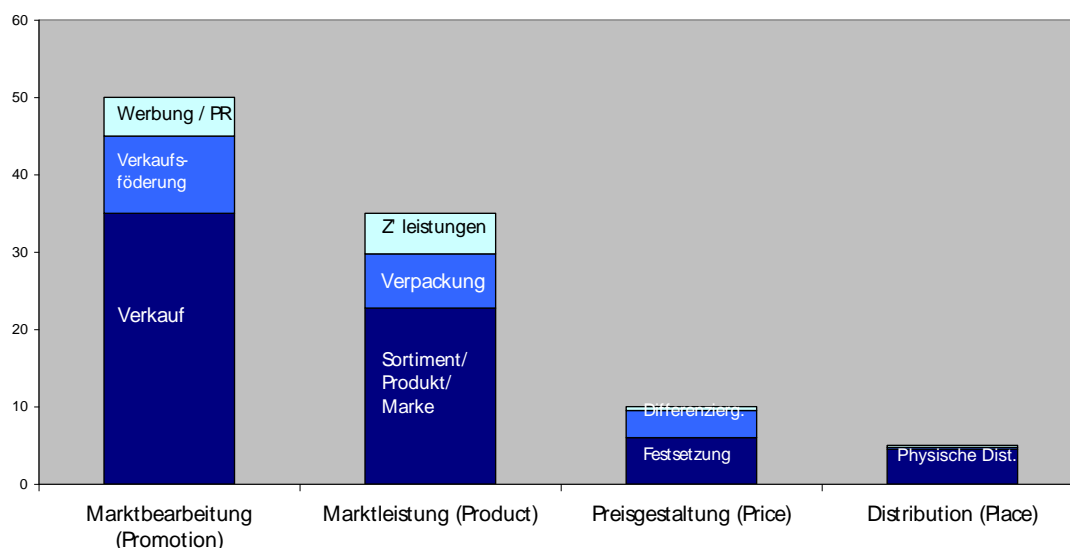 60
50
40
30
20
10
0
Werbung / PR
Verkaufs-
föderung
Verkauf
Z' leistungen
Verpackung
Sortiment/
Produkt/
Marke
Differenzierg.
Festsetzung
Physische Dist.
Marktbearbeitung
(Promotion)
Marktleistung (Product)
Preisgestaltung (Price)
Distribution (Place)